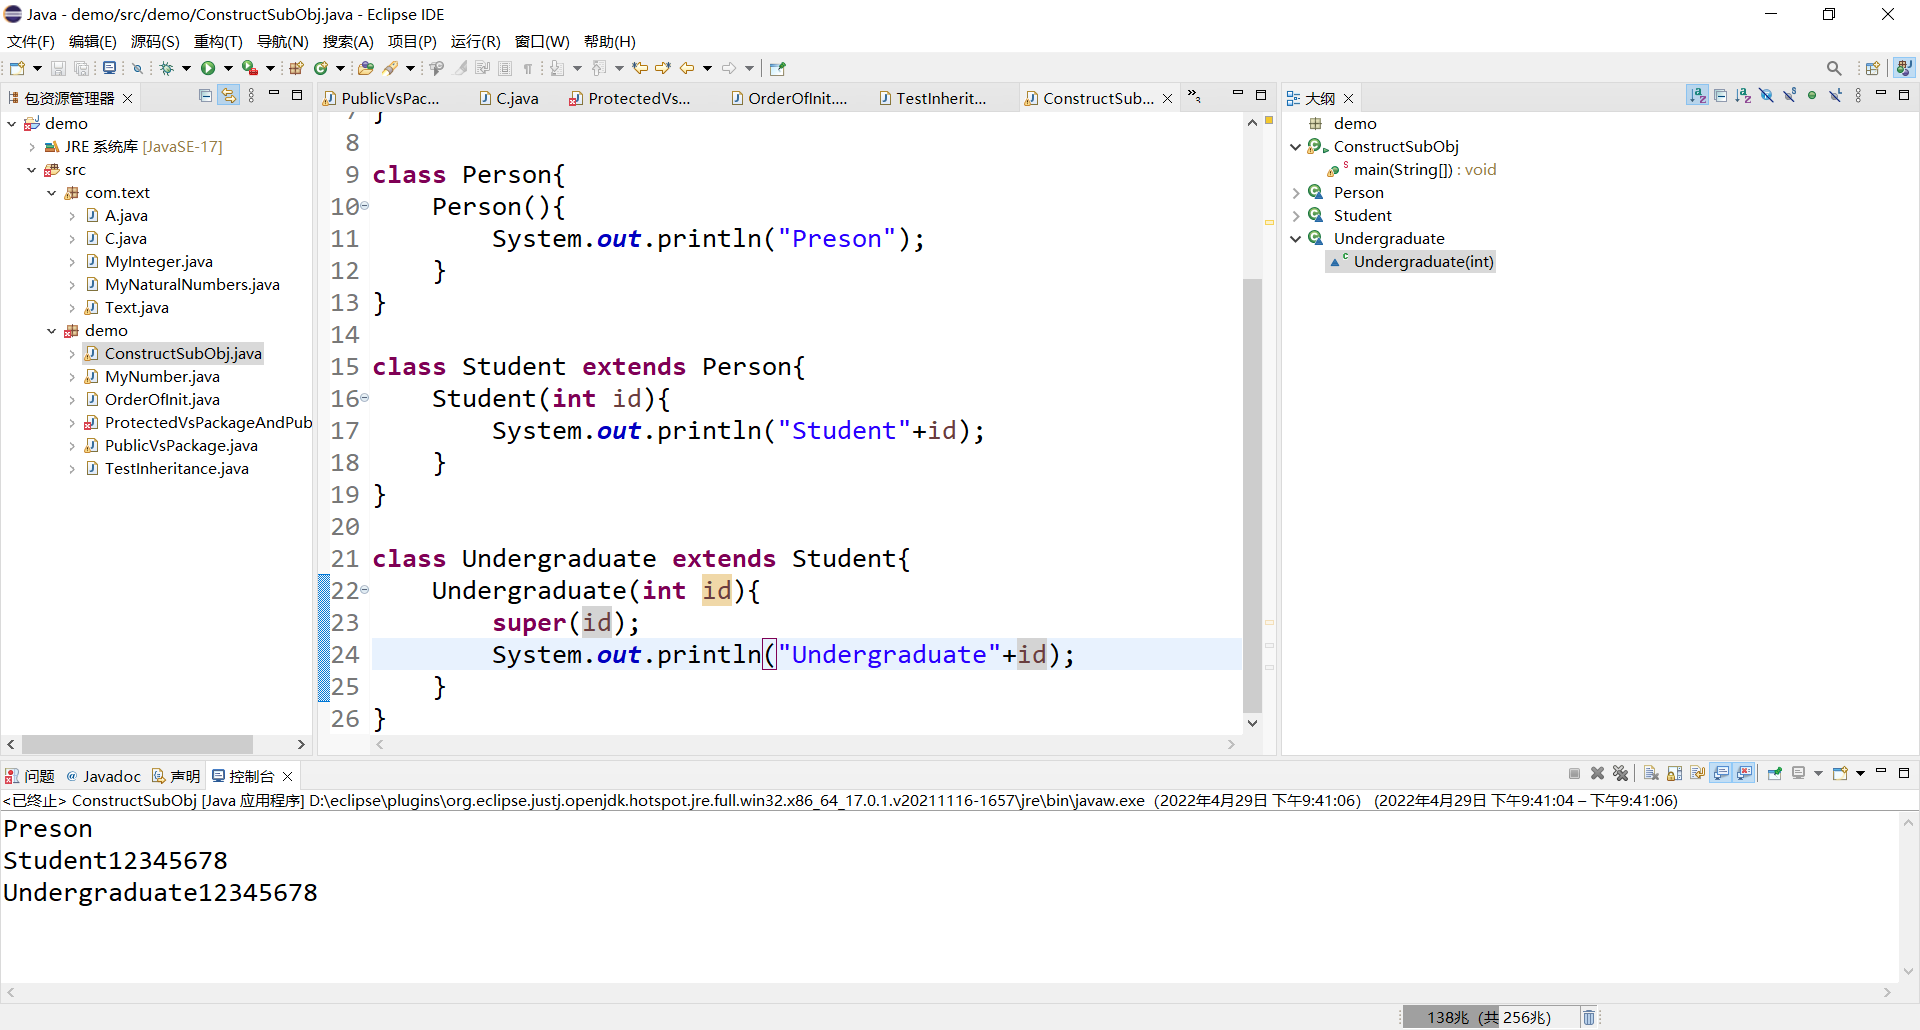 Java - demo/src/demo/ConstructSubObj.java - Eclipse IDE
文件(F) 编辑(E) 源码(S) 重构(T) 导航(N) 搜索(A) 项目(P) 运行(R) 窗口(W) 帮助(H)
包资源管理器
demo
JRE 系统库 [JavaSE-17]
src
com.text
A.java
C.java
MyInteger.java
MyNaturalNumbers.java
Text.java
demo
ConstructSubObj.java
MyNumber.java
OrderOfInit.java
ProtectedVsPackageAndPub
PublicVsPackage.java
TestInheritance.java
PublicVsPac... C.java ProtectedVs... OrderOfInit.... TestInherit... ConstructSub... »3
7 }
8
9 class Person{
10 Person(){
11 System.out.println("Preson");
12 }
13 }
14
15 class Student extends Person{
16 Student(int id){
17 System.out.println("Student"+id);
18 }
19 }
20
21 class Undergraduate extends Student{
22 Undergraduate(int id){
23 super(id);
24 System.out.println("Undergraduate"+id);
25 }
26 }
大纲
demo
ConstructSubObj
main(String[]) : void
Person
Student
Undergraduate
Undergraduate(int)
问题 @ Javadoc 声明 控制台
<已终止> ConstructSubObj [Java 应用程序] D:\eclipse\plugins\org.eclipse.justj.openjdk.hotspot.jre.full.win32.x86_64_17.0.1.v20211116-1657\jre\bin\javaw.exe (2022年4月29日 下午9:41:06) (2022年4月29日 下午9:41:04 – 下午9:41:06)
Preson
Student12345678
Undergraduate12345678
138兆 (共 256兆)